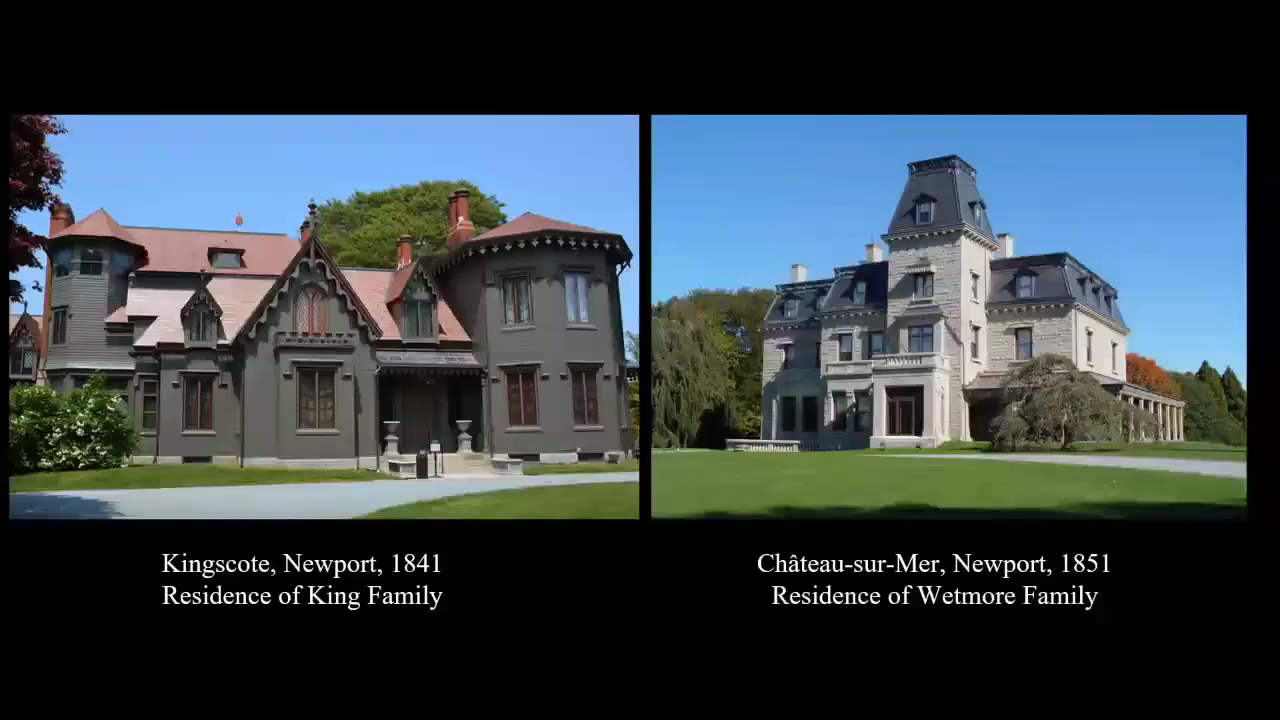 Kingscote, Newport, 1841
Residence of King Family
Château-sur-Mer, Newport, 1851
Residence of Wetmore Family